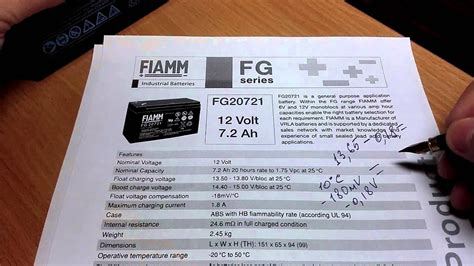 FIAMM
Industrial Batteries
FG
series
FG20721
12 Volt
7.2 Ah
FG20721 is a general purpose application
battery. Within the FG range FIAMM offer
6V and 12V monoblocs at various amp hour
capacities enable the right battery selection for
each requirement. FIAMM is a Manufacturer of
VRLA batteries and is supported by a dedicated
sales network with market knowledge
experience of small sealed lead acid
Features
Nominal Voltage 12 Volt
Nominal Capacity 7.2 Ah 20 hours rate to 1.75 Vpc at 25 °C
Float charging voltage 13.50 - 13.80 V/bloc at 25 °C
Boost charge voltage 14.40 - 15.00 V/bloc at 25 °C
Float voltage compensation -18mV/°C
Maximum charging current 1.8 A
Case ABS with HB flammability rate (according UL 94)
Internal resistance 24.6 mΩ in full charged condition
Weight 2.45 kg
Dimensions L x W x H (TH): 151 x 65 x 94 (99)
Operating temperature range -20 °C to 50 °C
13,65 -
10°C
-180mV =
-0,18V